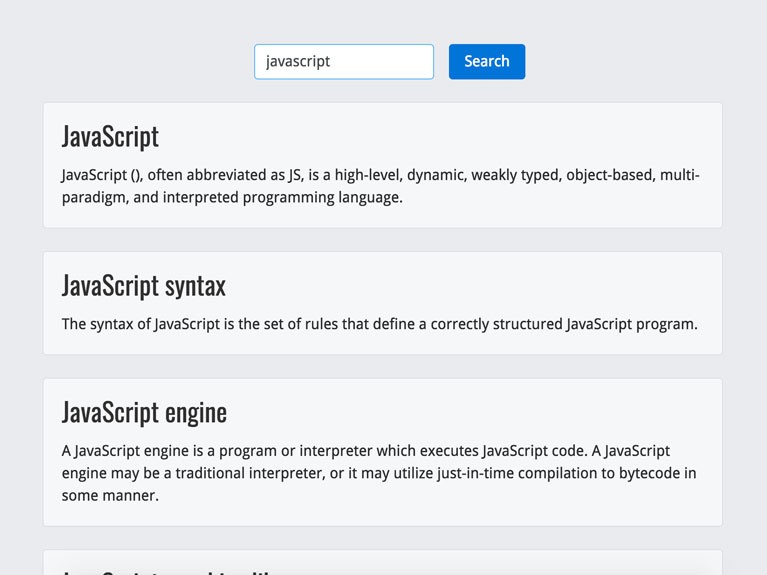 javascript
Search
JavaScript
JavaScript (), often abbreviated as JS, is a high-level, dynamic, weakly typed, object-based, multi-
paradigm, and interpreted programming language.
JavaScript syntax
The syntax of JavaScript is the set of rules that define a correctly structured JavaScript program.
JavaScript engine
A JavaScript engine is a program or interpreter which executes JavaScript code. A JavaScript
engine may be a traditional interpreter, or it may utilize just-in-time compilation to bytecode in
some manner.